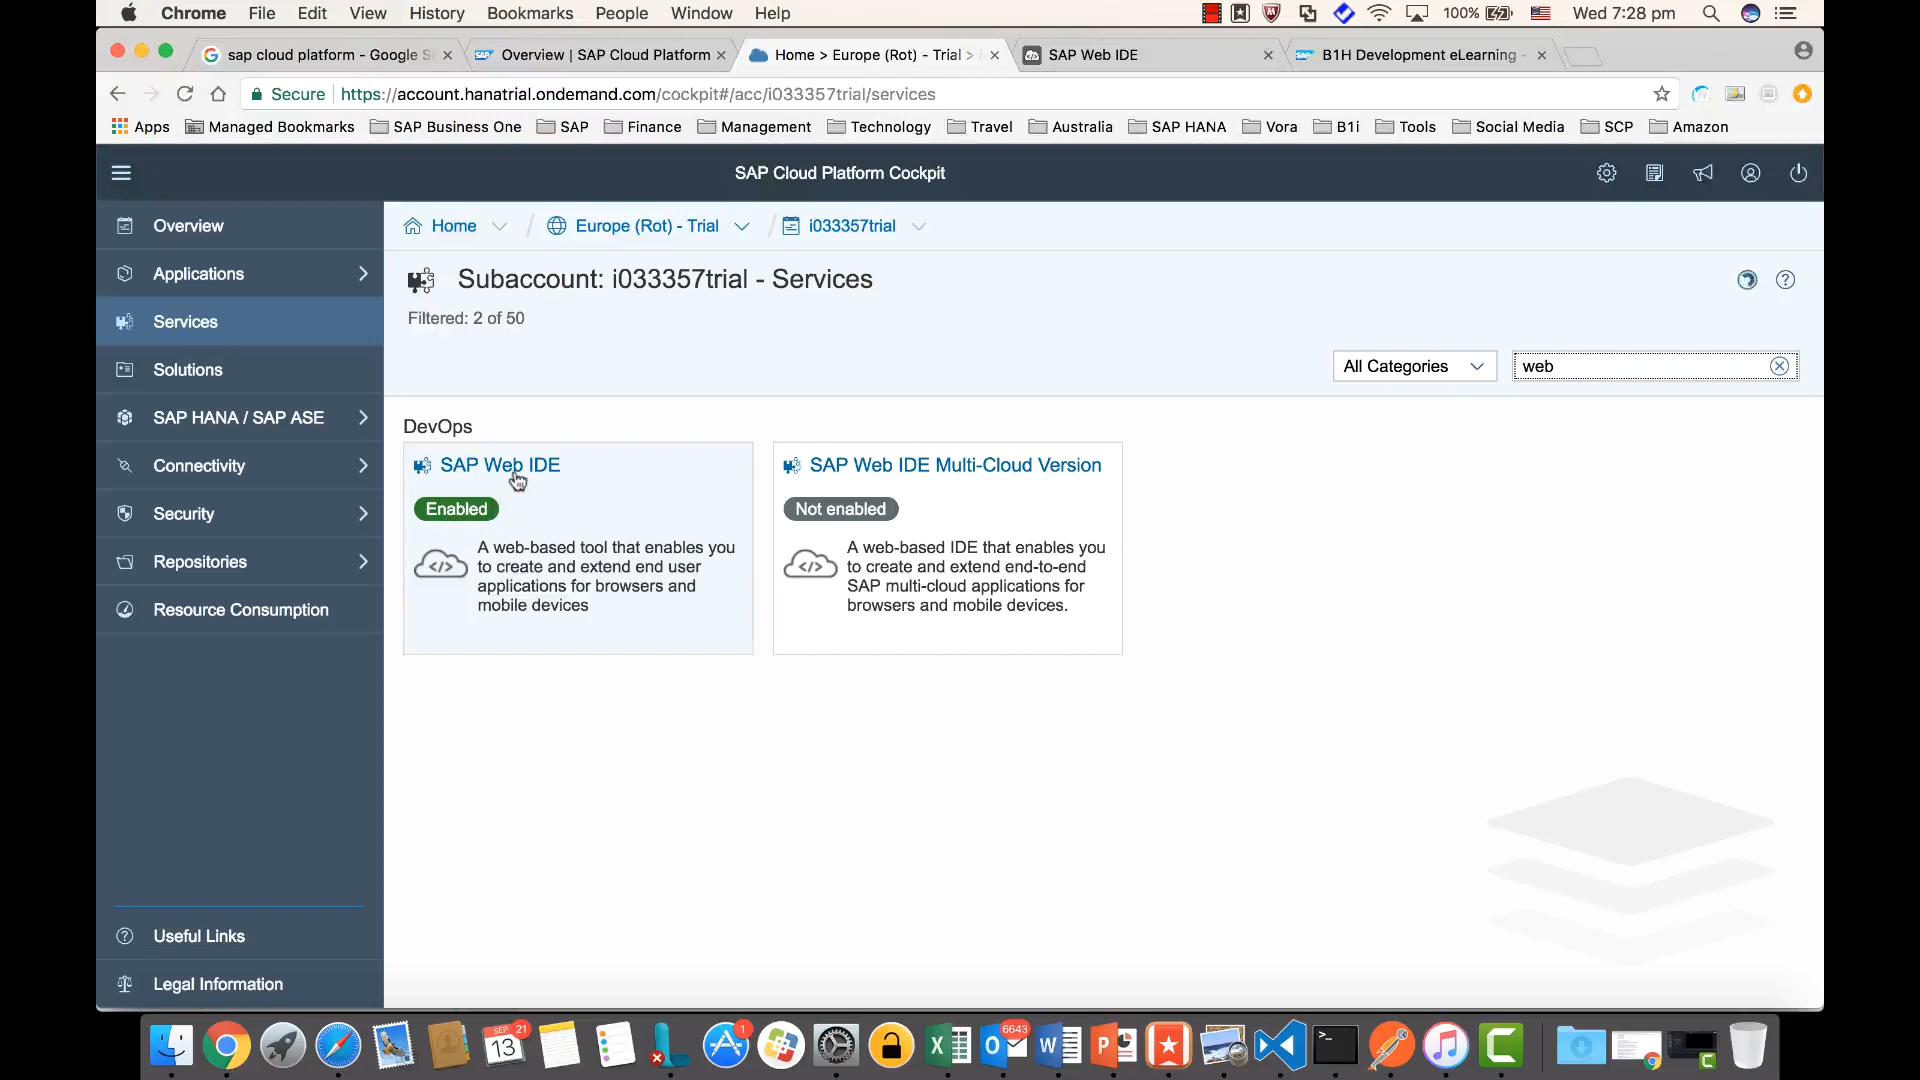 Chrome File Edit View History Bookmarks People Window Help 100% Wed 7:28 pm
sap cloud platform - Google S
Overview | SAP Cloud Platform
Home > Europe (Rot) - Trial >
SAP Web IDE
B1H Development eLearning -
Secure https://account.hanatrial.ondemand.com/cockpit#/acc/i033357trial/services
Apps Managed Bookmarks SAP Business One SAP Finance Management Technology Travel Australia SAP HANA Vora B1i Tools Social Media SCP Amazon
SAP Cloud Platform Cockpit
Overview
Applications
Services
Solutions
SAP HANA / SAP ASE
Connectivity
Security
Repositories
Resource Consumption
Useful Links
Legal Information
Home / Europe (Rot) - Trial / i033357trial
Subaccount: i033357trial - Services
Filtered: 2 of 50
All Categories
web
DevOps
SAP Web IDE
Enabled
A web-based tool that enables you
to create and extend end user
applications for browsers and
mobile devices
SAP Web IDE Multi-Cloud Version
Not enabled
A web-based IDE that enables you
to create and extend end-to-end
SAP multi-cloud applications for
browsers and mobile devices.
SEP 21
13
1
6643